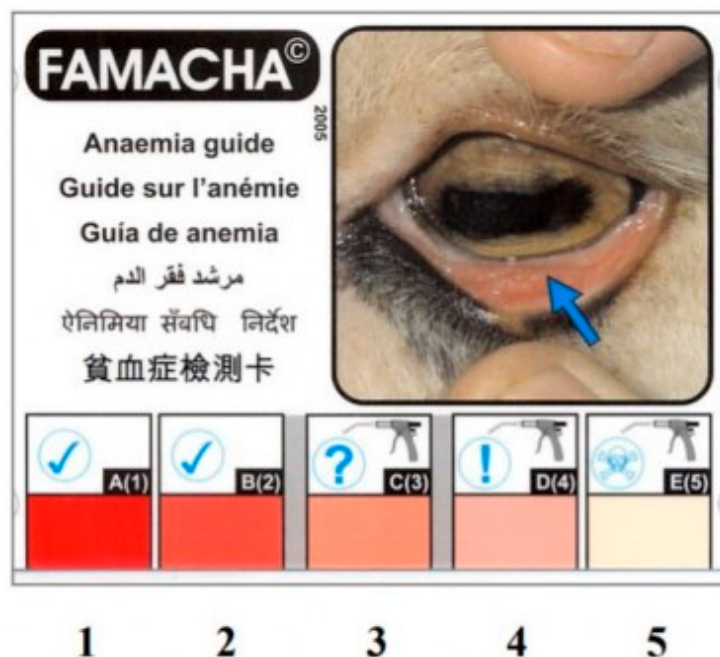 FAMACHA©
2005
Anaemia guide
Guide sur l'anémie
Guía de anemia
مرشد فقر الدم
ऐनिमिया सँबधि निर्देश
貧血症檢測卡
A(1) B(2) C(3) D(4) E(5)
1 2 3 4 5